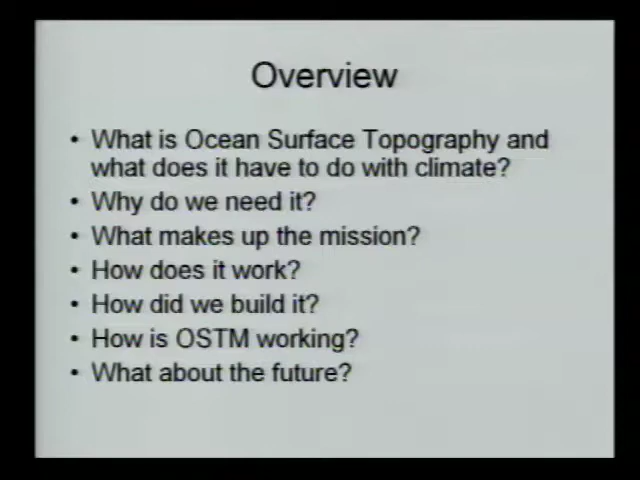 Overview
• What is Ocean Surface Topography and
what does it have to do with climate?
• Why do we need it?
• What makes up the mission?
• How does it work?
• How did we build it?
• How is OSTM working?
• What about the future?